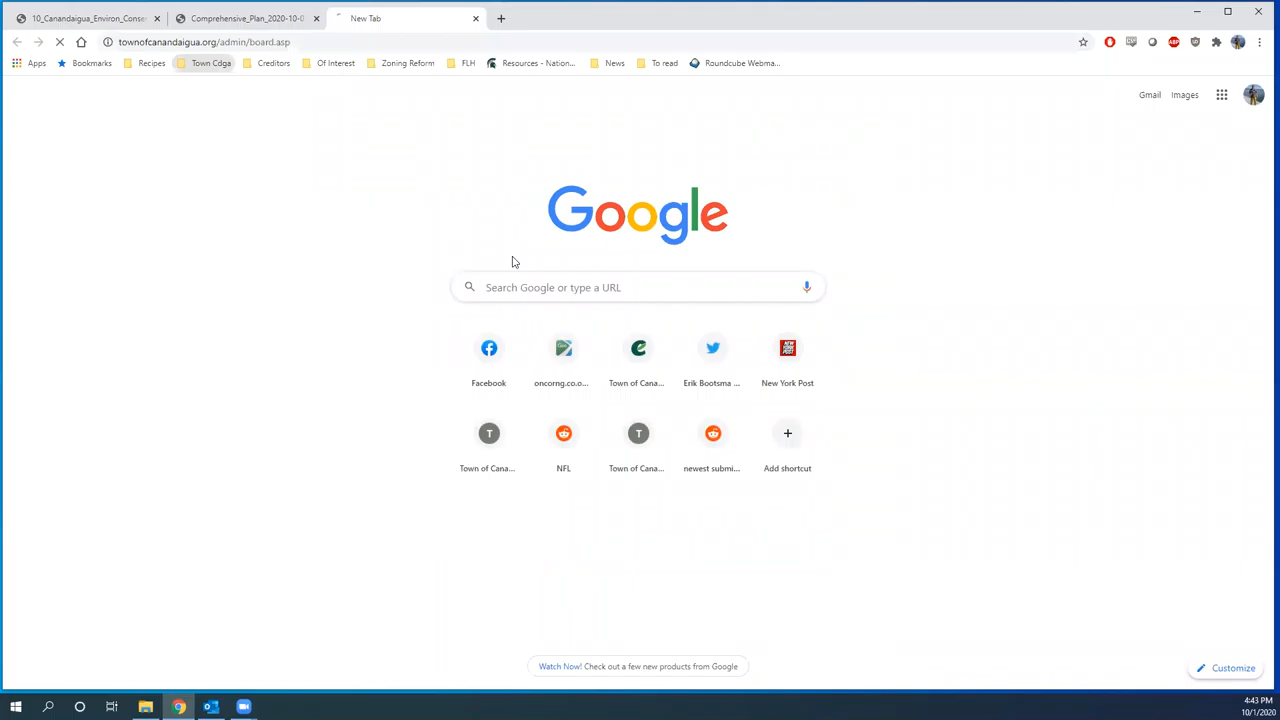 10_Canandaigua_Environ_Conser
Comprehensive_Plan_2020-10-0
New Tab
townofcanandaigua.org/admin/board.asp
Apps
Bookmarks
Recipes
Town Cdga
Creditors
Of Interest
Zoning Reform
FLH
Resources - Nation...
News
To read
Roundcube Webma...
Gmail
Images
Google
Search Google or type a URL
Facebook
oncorng.co.o...
Town of Cana...
Erik Bootsma ...
New York Post
T
T
Town of Cana...
NFL
Town of Cana...
newest submi...
Add shortcut
Watch Now! Check out a few new products from Google
Customize
4:43 PM
10/1/2020